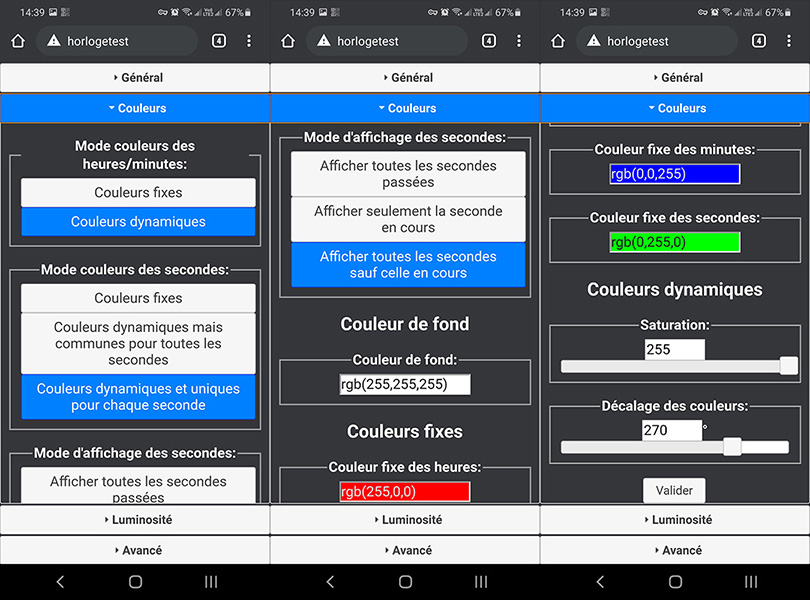 14:39
67%
horlogetest
4
Général
Couleurs
Mode couleurs des
heures/minutes:
Couleurs fixes
Couleurs dynamiques
Mode couleurs des secondes:
Couleurs fixes
Couleurs dynamiques mais
communes pour toutes les
secondes
Couleurs dynamiques et uniques
pour chaque seconde
Mode d'affichage des secondes:
Afficher toutes les secondes
passées
Luminosité
Avancé
14:39
67%
horlogetest
4
Général
Couleurs
Mode d'affichage des secondes:
Afficher toutes les secondes
passées
Afficher seulement la seconde
en cours
Afficher toutes les secondes
sauf celle en cours
Couleur de fond
Couleur de fond:
rgb(255,255,255)
Couleurs fixes
Couleur fixe des heures:
rgb(255,0,0)
Luminosité
Avancé
14:39
67%
horlogetest
4
Général
Couleurs
Couleur fixe des minutes:
rgb(0,0,255)
Couleur fixe des secondes:
rgb(0,255,0)
Couleurs dynamiques
Saturation:
255
Décalage des couleurs:
270 °
Valider
Luminosité
Avancé